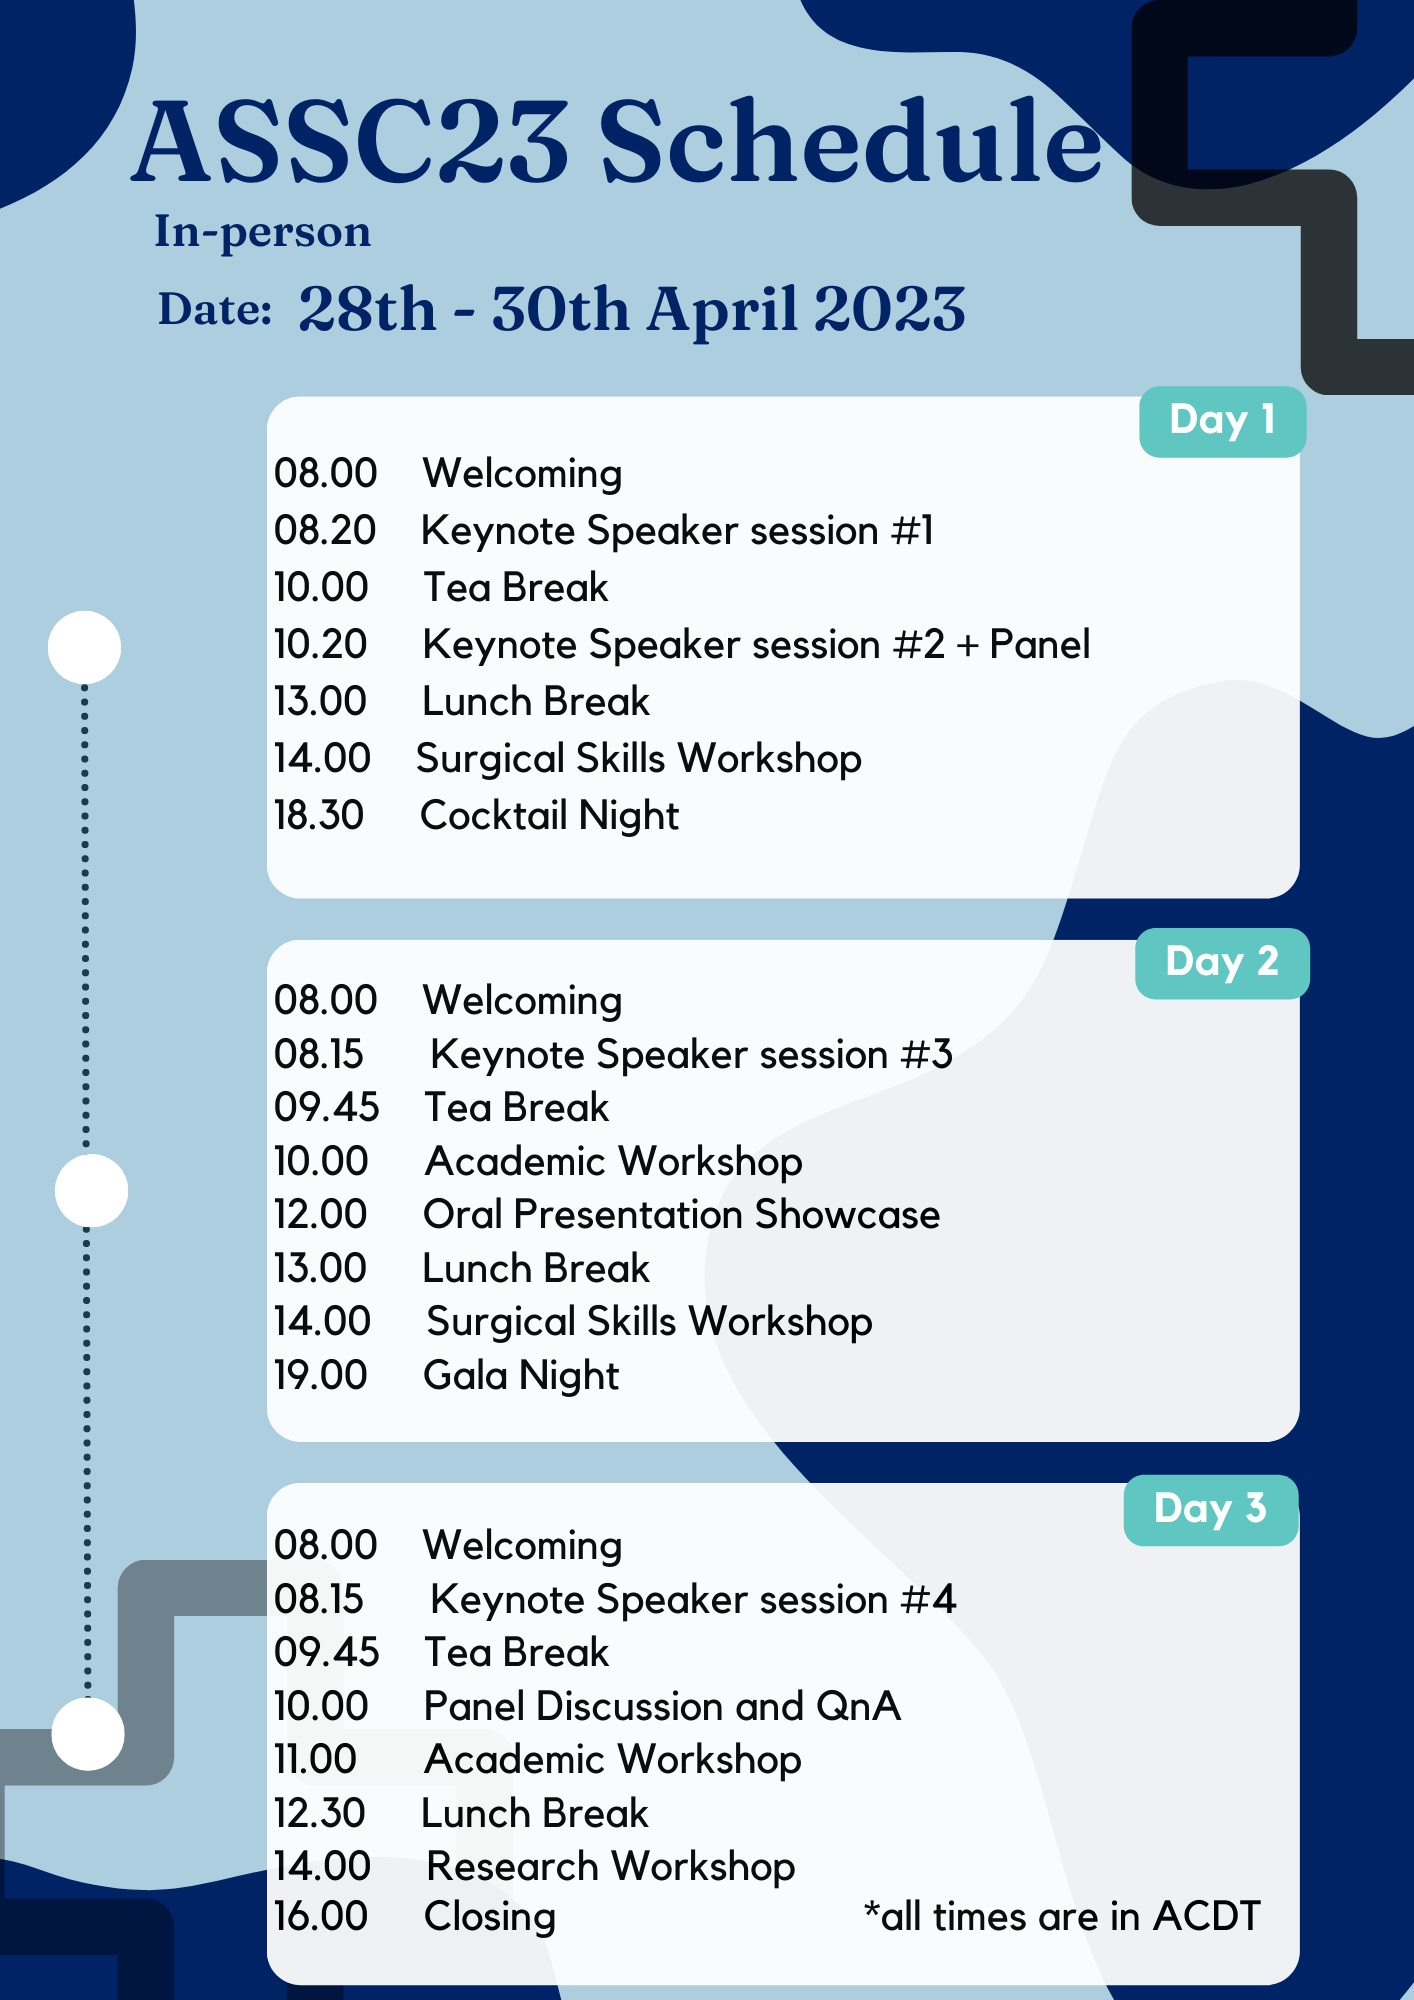 ASSC23 Schedule
In-person
Date: 28th - 30th April 2023
Day 1
08.00 Welcoming
08.20 Keynote Speaker session #1
10.00 Tea Break
10.20 Keynote Speaker session #2 + Panel
13.00 Lunch Break
14.00 Surgical Skills Workshop
18.30 Cocktail Night
Day 2
08.00 Welcoming
08.15 Keynote Speaker session #3
09.45 Tea Break
10.00 Academic Workshop
12.00 Oral Presentation Showcase
13.00 Lunch Break
14.00 Surgical Skills Workshop
19.00 Gala Night
Day 3
08.00 Welcoming
08.15 Keynote Speaker session #4
09.45 Tea Break
10.00 Panel Discussion and QnA
11.00 Academic Workshop
12.30 Lunch Break
14.00 Research Workshop
16.00 Closing *all times are in ACDT